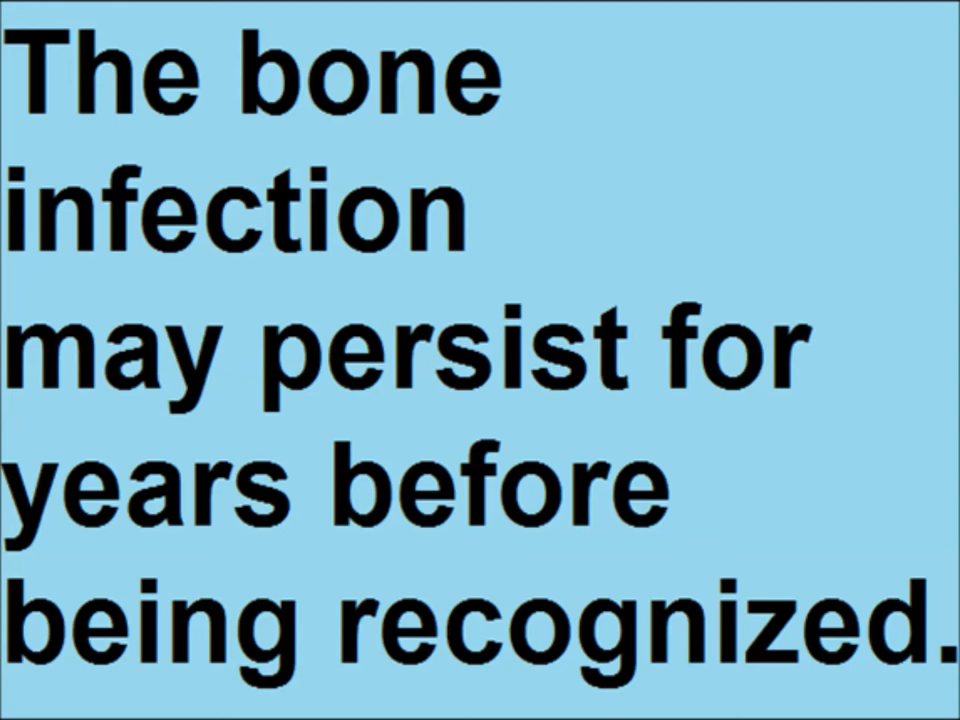 The bone
infection
may persist for
years before
being recognized.